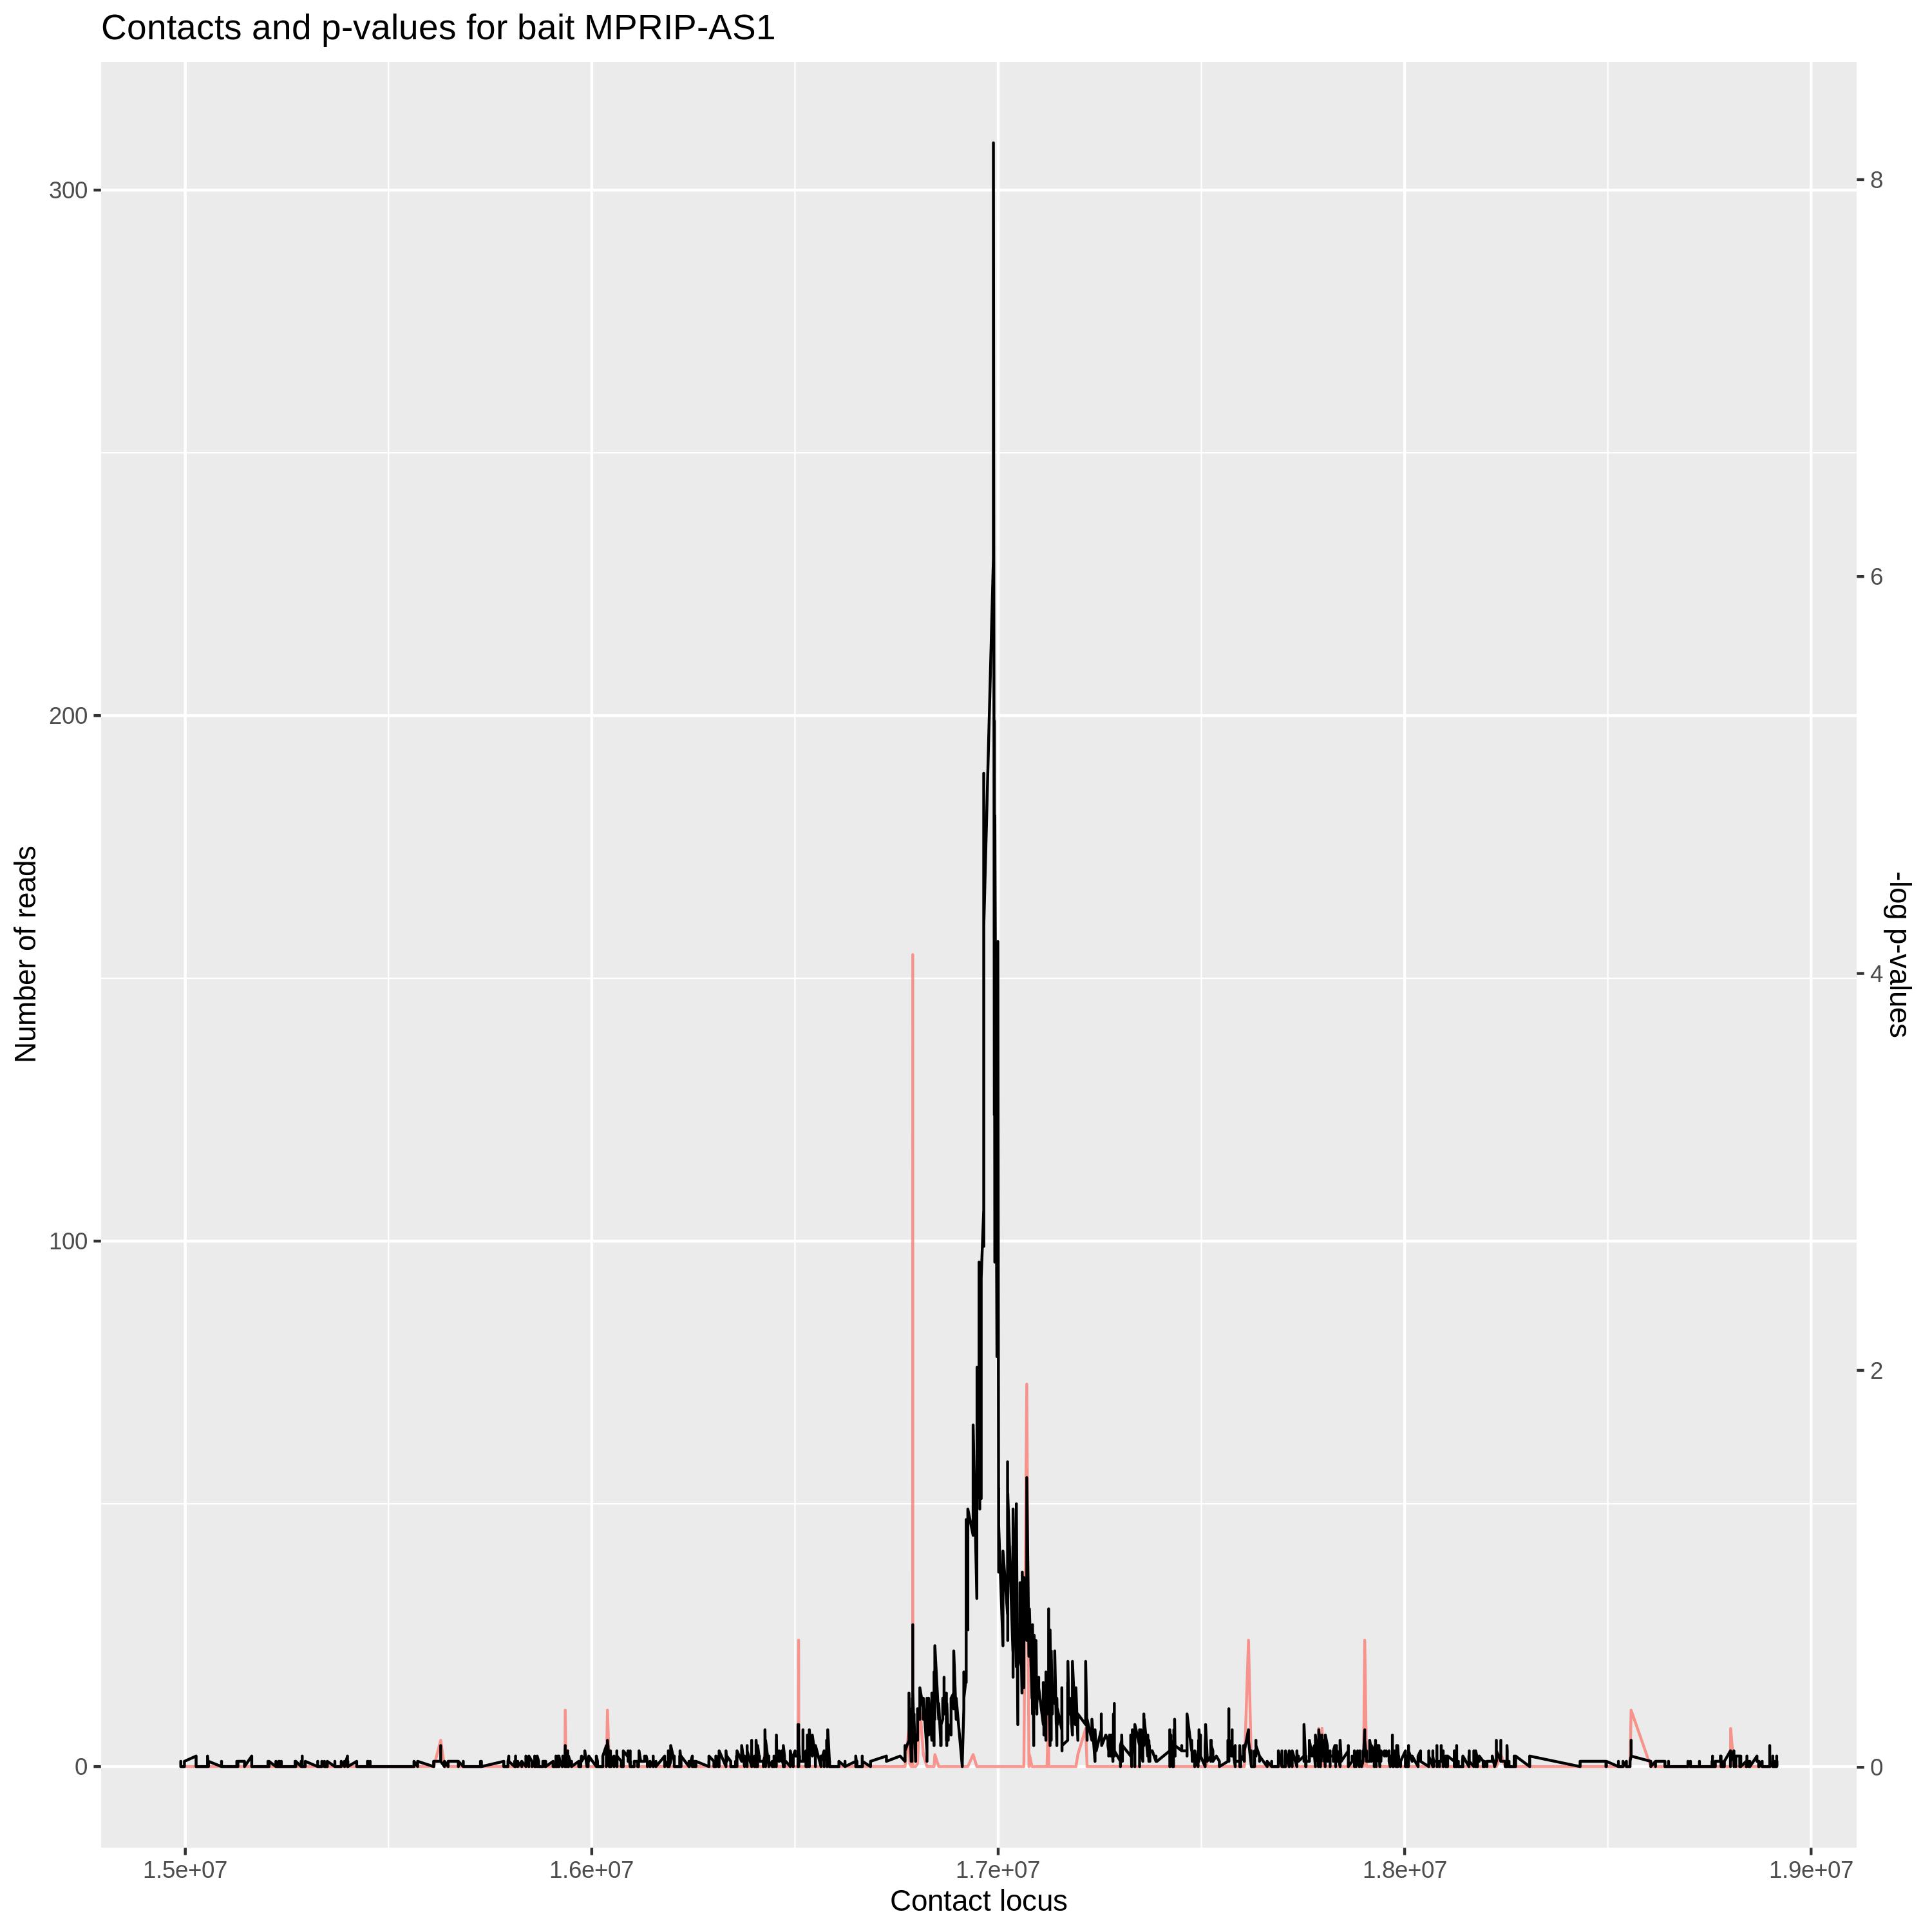 Contacts and p-values for bait MPRIP-AS1
300
200
100
0
Number of reads
8
6
4
2
0
-log p-values
1.5e+07
1.6e+07
1.7e+07
1.8e+07
1.9e+07
Contact locus